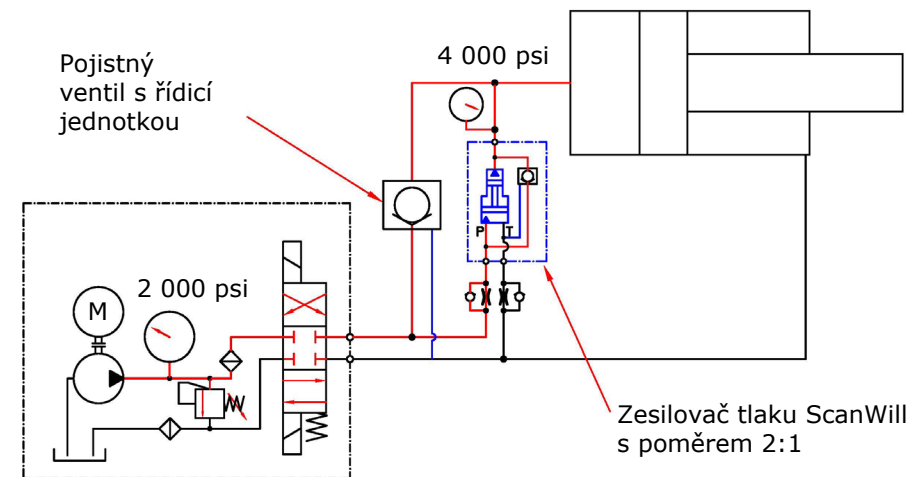 Pojistný
ventil s řídicí
jednotkou
4 000 psi
2 000 psi
M
P
T
Zesilovač tlaku ScanWill
s poměrem 2:1